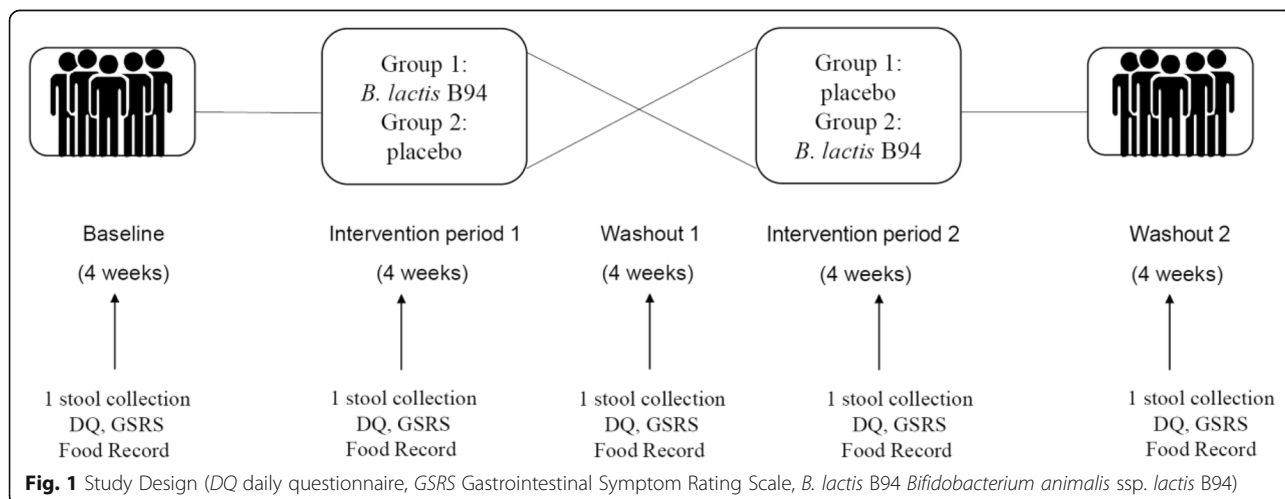 Group 1:
B. lactis B94
Group 2:
placebo
Group 1:
placebo
Group 2:
B. lactis B94
Baseline
(4 weeks)
Intervention period 1
(4 weeks)
Washout 1
(4 weeks)
Intervention period 2
(4 weeks)
Washout 2
(4 weeks)
1 stool collection
DQ, GSRS
Food Record
1 stool collection
DQ, GSRS
Food Record
1 stool collection
DQ, GSRS
Food Record
1 stool collection
DQ, GSRS
Food Record
1 stool collection
DQ, GSRS
Food Record
Fig. 1 Study Design (DQ daily questionnaire, GSRS Gastrointestinal Symptom Rating Scale, B. lactis B94 Bifidobacterium animalis ssp. lactis B94)